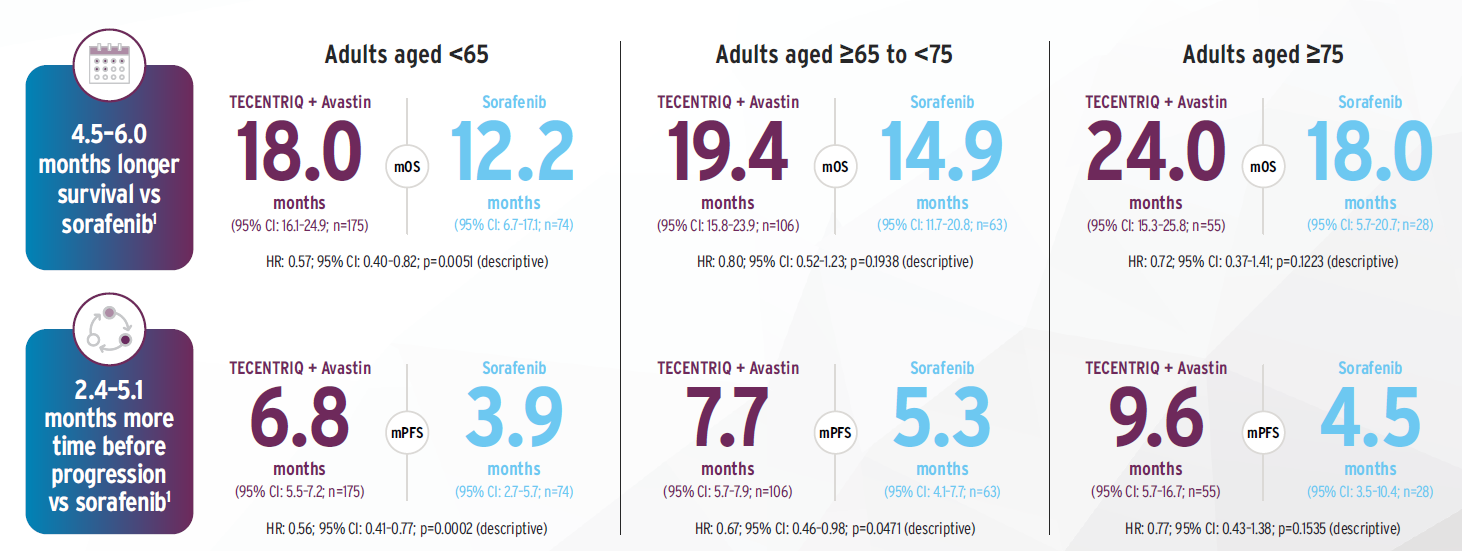 Adults aged <65
Adults aged ≥65 to <75
Adults aged ≥75
4.5–6.0
months longer
survival vs
sorafenib¹
TECENTRIQ + Avastin
18.0
months
(95% CI: 16.1-24.9; n=175)
mOS
Sorafenib
12.2
months
(95% CI: 6.7-17.1; n=74)
HR: 0.57; 95% CI: 0.40-0.82; p=0.0051 (descriptive)
TECENTRIQ + Avastin
19.4
months
(95% CI: 15.8-23.9; n=106)
mOS
Sorafenib
14.9
months
(95% CI: 11.7-20.8; n=63)
HR: 0.80; 95% CI: 0.52-1.23; p=0.1938 (descriptive)
TECENTRIQ + Avastin
24.0
months
(95% CI: 15.3-25.8; n=55)
mOS
Sorafenib
18.0
months
(95% CI: 5.7-20.7; n=28)
HR: 0.72; 95% CI: 0.37-1.41; p=0.1223 (descriptive)
2.4–5.1
months more
time before
progression
vs sorafenib¹
TECENTRIQ + Avastin
6.8
months
(95% CI: 5.5-7.2; n=175)
mPFS
Sorafenib
3.9
months
(95% CI: 2.7-5.7; n=74)
HR: 0.56; 95% CI: 0.41-0.77; p=0.0002 (descriptive)
TECENTRIQ + Avastin
7.7
months
(95% CI: 5.7-7.9; n=106)
mPFS
Sorafenib
5.3
months
(95% CI: 4.1-7.7; n=63)
HR: 0.67; 95% CI: 0.46-0.98; p=0.0471 (descriptive)
TECENTRIQ + Avastin
9.6
months
(95% CI: 5.7-16.7; n=55)
mPFS
Sorafenib
4.5
months
(95% CI: 3.5-10.4; n=28)
HR: 0.77; 95% CI: 0.43-1.38; p=0.1535 (descriptive)